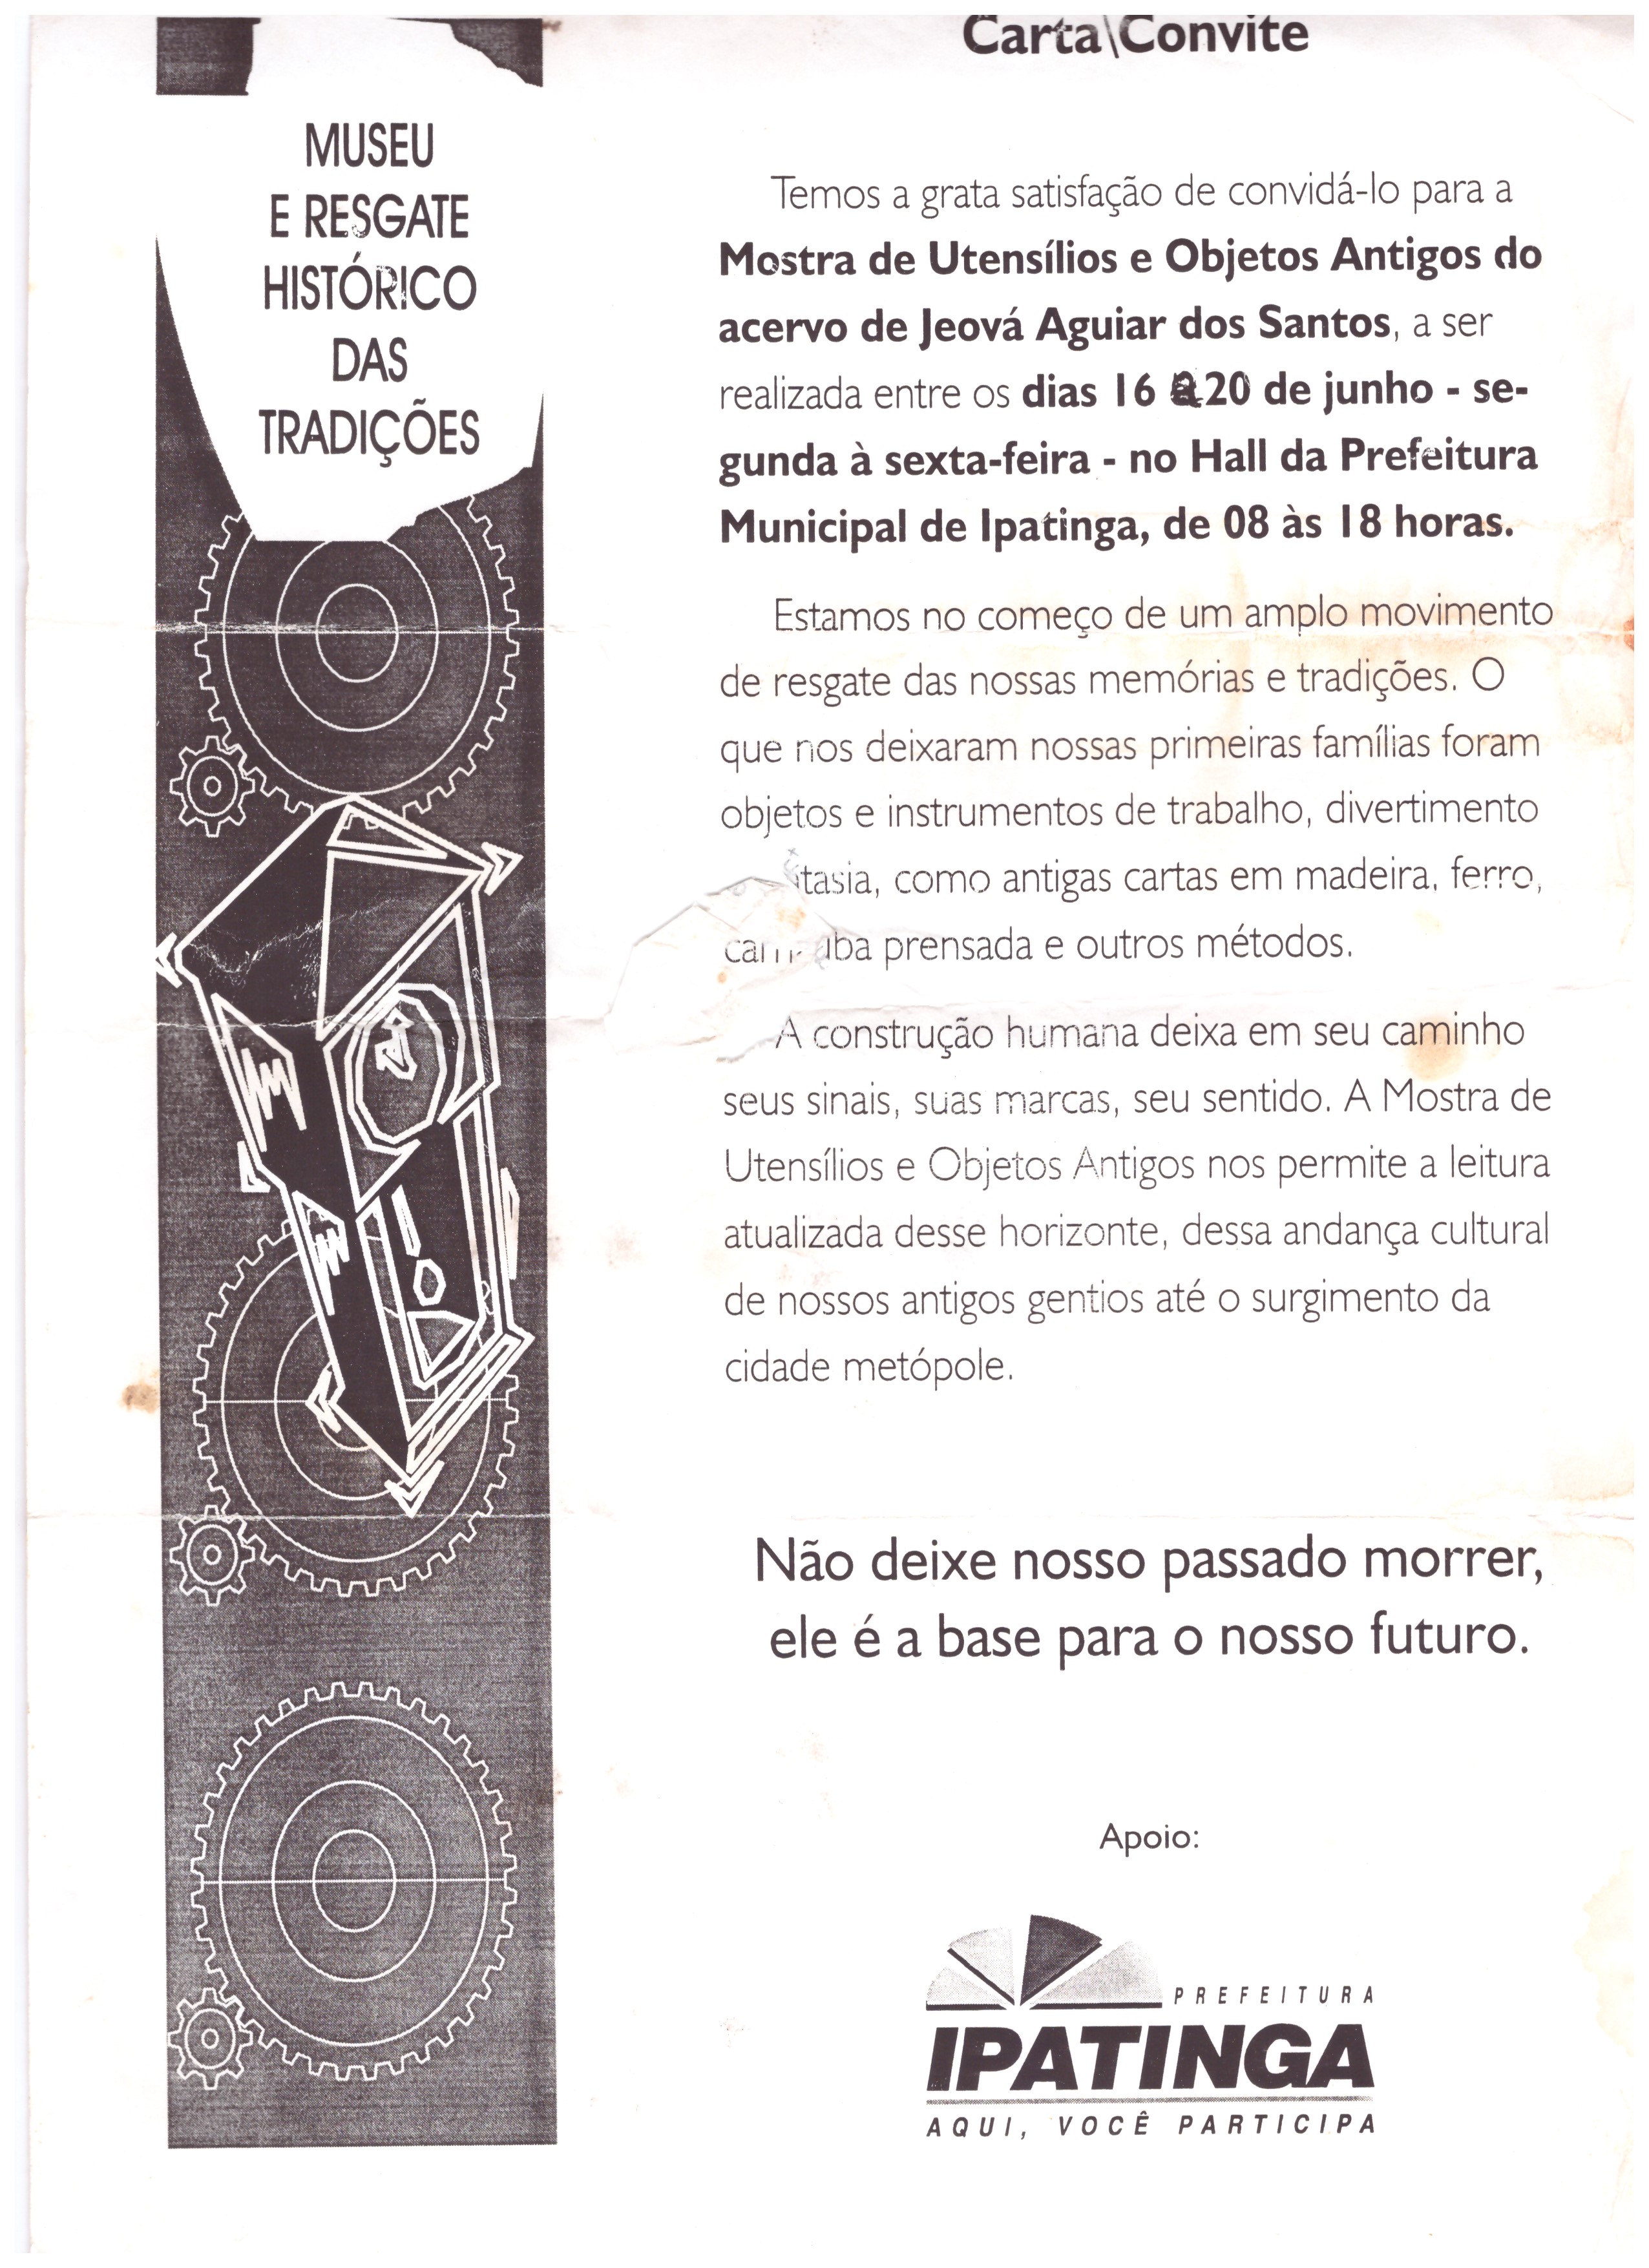 Carta\Convite
MUSEU
E RESGATE
HISTÓRICO
DAS
TRADIÇÕES
Temos a grata satisfação de convidá-lo para a
Mostra de Utensílios e Objetos Antigos do
acervo de Jeová Aguiar dos Santos, a ser
realizada entre os dias 16 a 20 de junho - se-
gunda à sexta-feira - no Hall da Prefeitura
Municipal de Ipatinga, de 08 às 18 horas.
Estamos no começo de um amplo movimento
de resgate das nossas memórias e tradições. O
que nos deixaram nossas primeiras famílias foram
objetos e instrumentos de trabalho, divertimento
como antigas cartas em madeira, ferro,
prensada e outros métodos.
A construção humana deixa em seu caminho
seus sinais, suas marcas, seu sentido. A Mostra de
Utensílios e Objetos Antigos nos permite a leitura
atualizada desse horizonte, dessa andança cultural
de nossos antigos gentios até o surgimento da
cidade metópole.
Não deixe nosso passado morrer,
ele é a base para o nosso futuro.
Apoio:
PREFEITURA
IPATINGA
AQUI, VOCÊ PARTICIPA